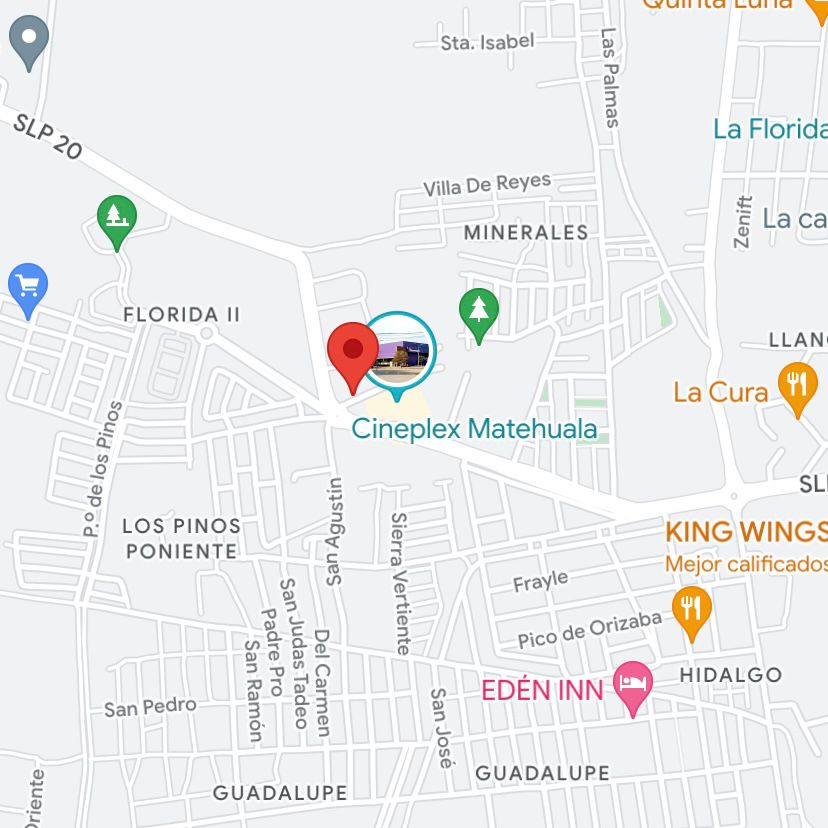 Quinta Luna
Sta. Isabel
Las Palmas
SLP 20
La Florida
Villa De Reyes
Zenift
La ca
MINERALES
FLORIDA II
LLANO
La Cura
Cineplex Matehuala
P.º de los Pinos
San Agustin
SL
LOS PINOS
PONIENTE
Sierra Vertiente
KING WINGS
Mejor calificados
Frayle
Pico de Orizaba
San Judas Tadeo
Padre Pro
Del Carmen
San Ramón
HIDALGO
EDÉN INN
San Pedro
San José
GUADALUPE
GUADALUPE
Oriente